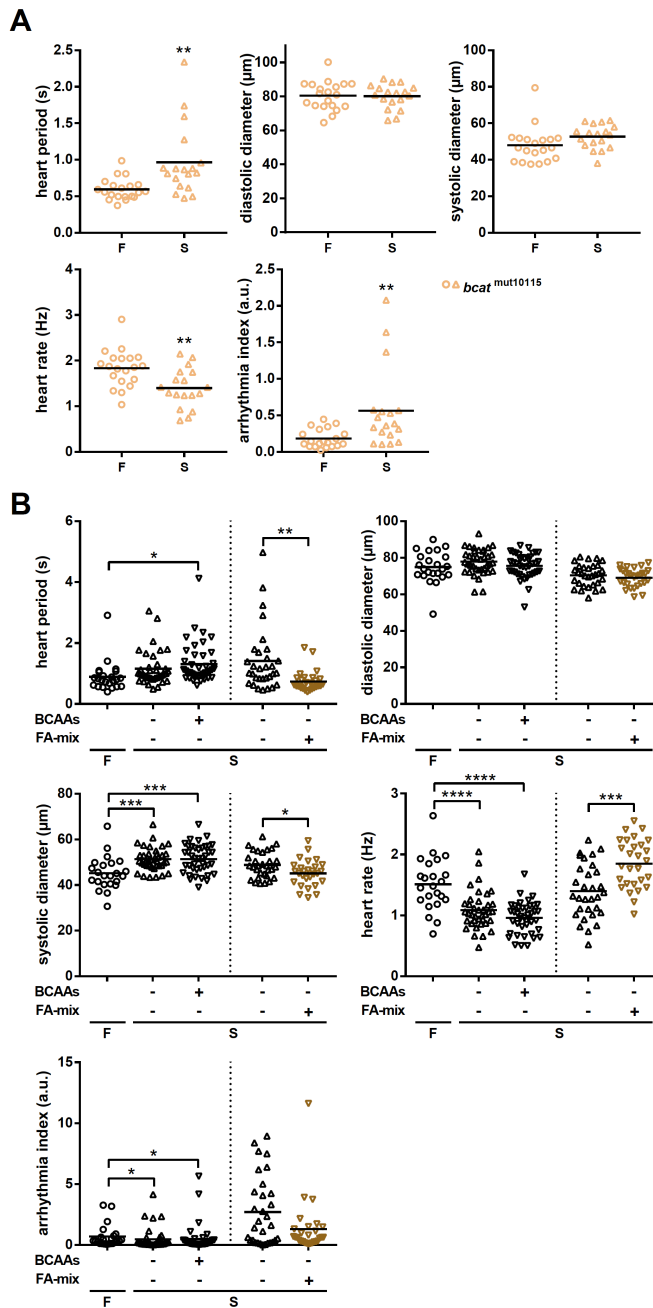 A
heart period (s)
2.5
2.0
1.5
1.0
0.5
0.0
**
F S
diastolic diameter (µm)
100
80
60
40
20
0
F S
systolic diameter (µm)
100
80
60
40
20
0
F S
heart rate (Hz)
4
3
2
1
0
**
F S
arrhythmia index (a.u.)
2.5
2.0
1.5
1.0
0.5
0.0
**
F S
bcat mut10115
B
heart period (s)
6
4
2
0
*
**
BCAAs - + -
FA-mix - - - +
F S
diastolic diameter (µm)
100
80
60
40
20
0
BCAAs - + -
FA-mix - - - +
F S
systolic diameter (µm)
80
60
40
20
0
***
***
*
BCAAs - + -
FA-mix - - - +
F S
heart rate (Hz)
3
2
1
0
****
****
***
BCAAs - + -
FA-mix - - - +
F S
arrhythmia index (a.u.)
15
10
5
0
*
*
BCAAs - + -
FA-mix - - - +
F S